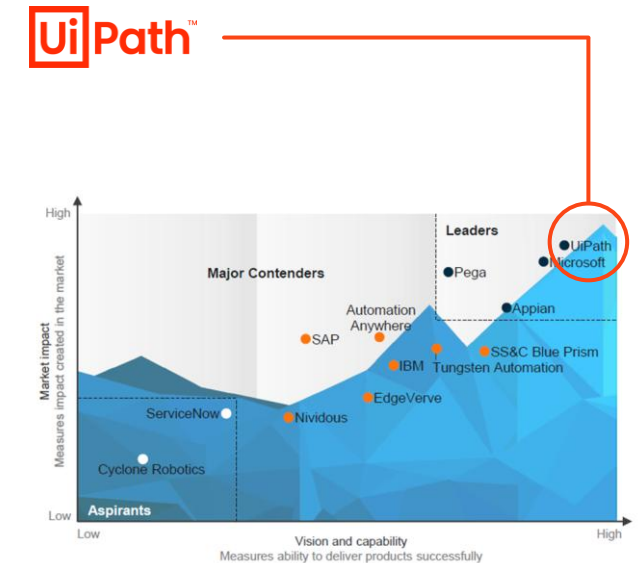 UiPath™
High
Leaders
UiPath
Microsoft
Major Contenders
Pega
Automation
Anywhere
Appian
SAP
SS&C Blue Prism
IBM
Tungsten Automation
EdgeVerve
ServiceNow
Nividous
Cyclone Robotics
Aspirants
Market impact
Measures impact created in the market
Low
Low
High
Vision and capability
Measures ability to deliver products successfully